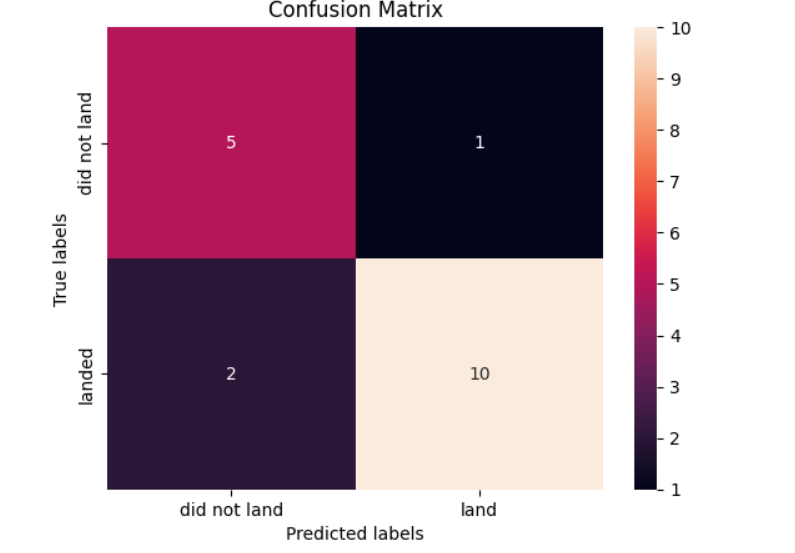 Confusion Matrix
True labels
did not land
landed
5
1
2
10
did not land
land
Predicted labels
10
9
8
7
6
5
4
3
2
1